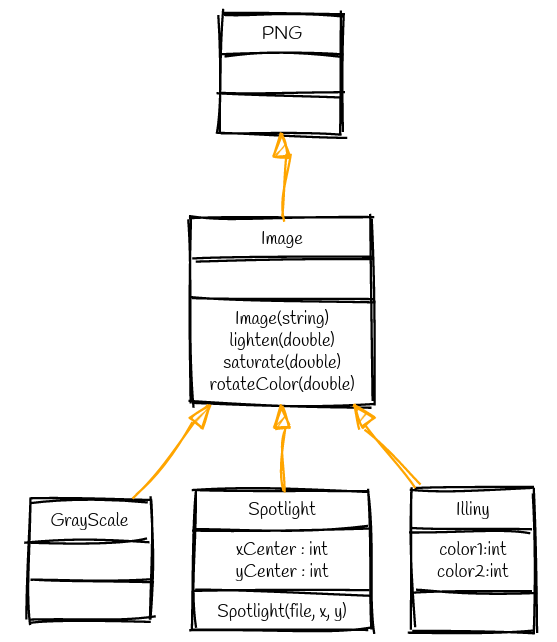 PNG
Image
Image(string)
lighten(double)
saturate(double)
rotateColor(double)
GrayScale
Spotlight
xCenter : int
yCenter : int
Spotlight(file, x, y)
Illiny
color1:int
color2:int